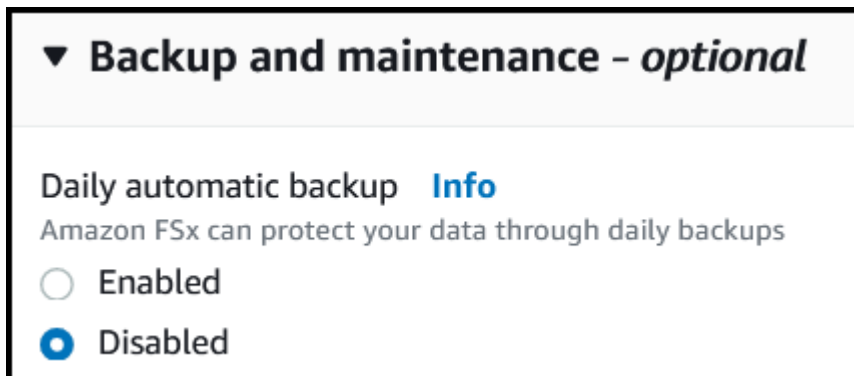 Backup and maintenance - optional
Daily automatic backup Info
Amazon FSx can protect your data through daily backups
Enabled
Disabled